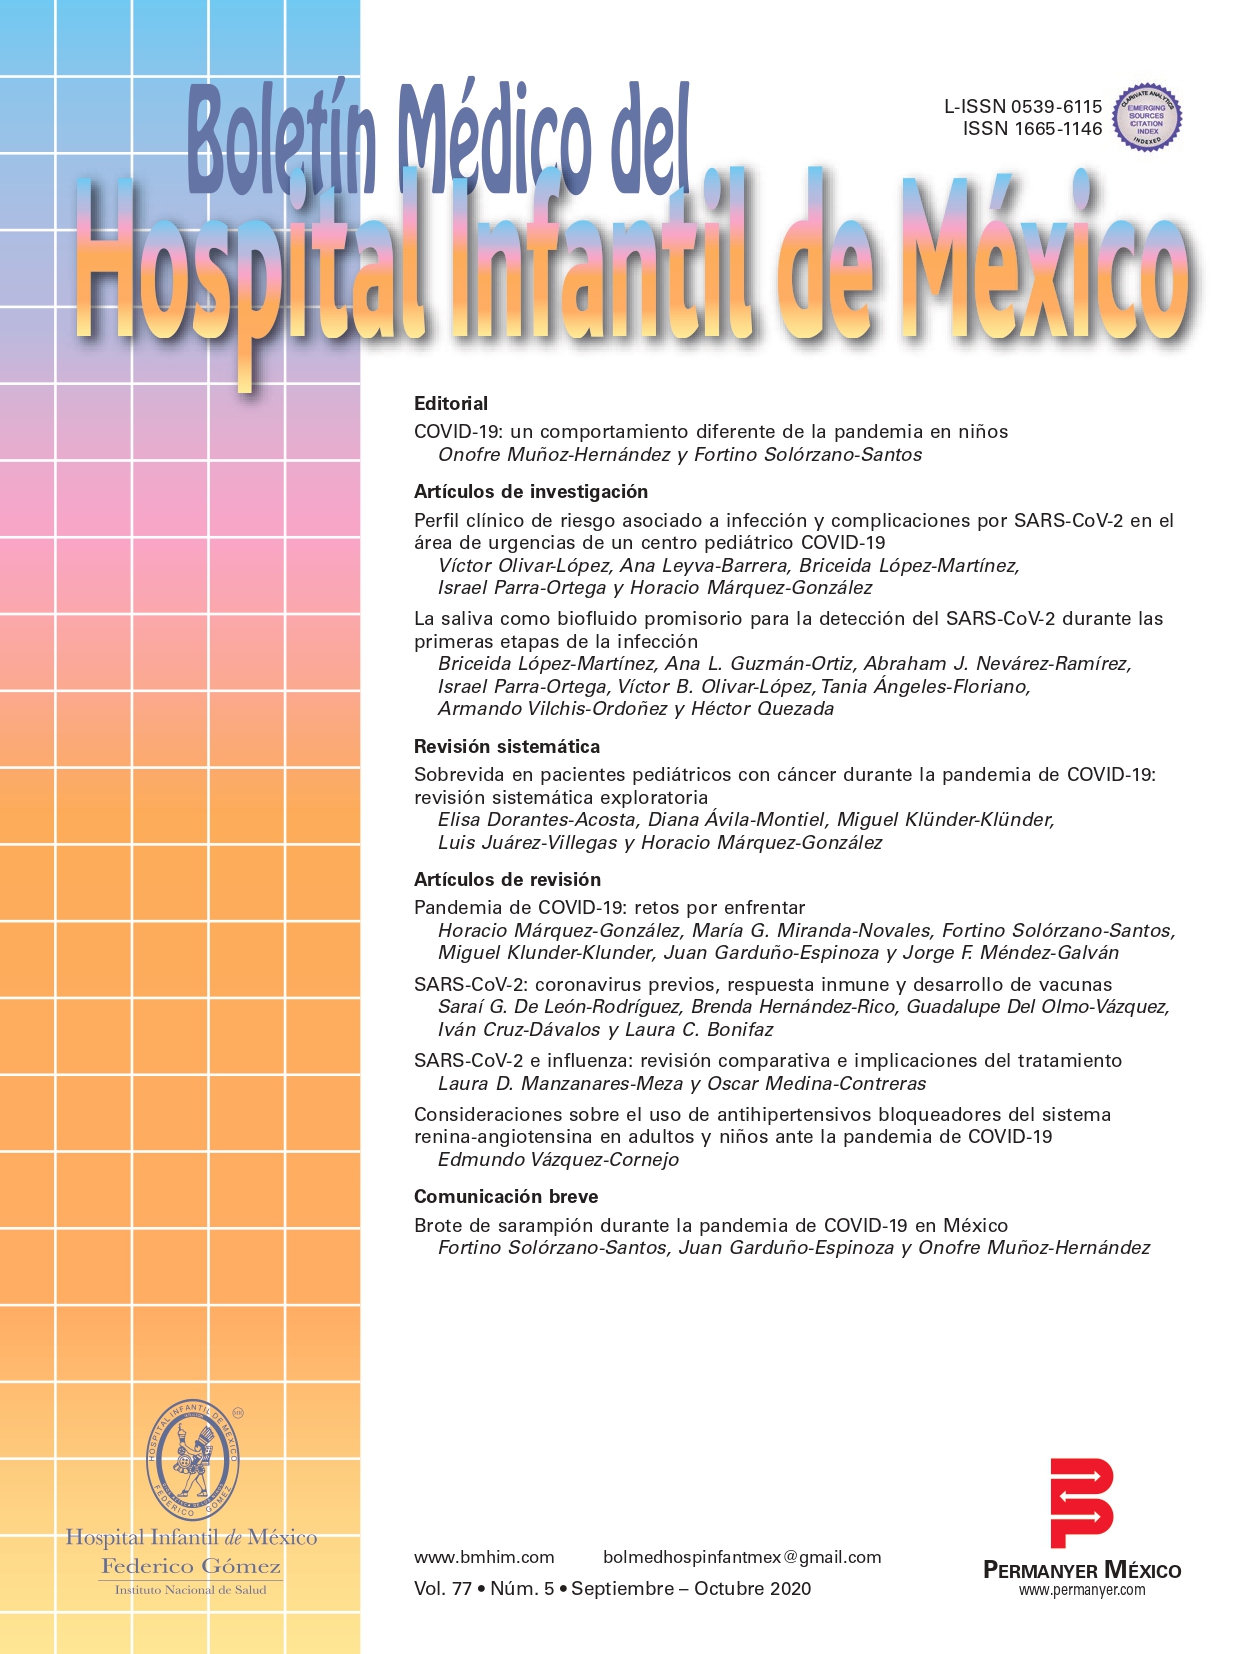 Boletín Médico del
Hospital Infantil de México
L-ISSN 0539-6115
ISSN 1665-1146
CLARIVATE ANALYTICS
EMERGING
SOURCES
CITATION
INDEX
INDEXED
Editorial
COVID-19: un comportamiento diferente de la pandemia en niños
Onofre Muñoz-Hernández y Fortino Solórzano-Santos
Artículos de investigación
Perfil clínico de riesgo asociado a infección y complicaciones por SARS-CoV-2 en el
área de urgencias de un centro pediátrico COVID-19
Víctor Olivar-López, Ana Leyva-Barrera, Briceida López-Martínez,
Israel Parra-Ortega y Horacio Márquez-González
La saliva como biofluido promisorio para la detección del SARS-CoV-2 durante las
primeras etapas de la infección
Briceida López-Martínez, Ana L. Guzmán-Ortiz, Abraham J. Nevárez-Ramírez,
Israel Parra-Ortega, Víctor B. Olivar-López, Tania Ángeles-Floriano,
Armando Vilchis-Ordoñez y Héctor Quezada
Revisión sistemática
Sobrevida en pacientes pediátricos con cáncer durante la pandemia de COVID-19:
revisión sistemática exploratoria
Elisa Dorantes-Acosta, Diana Ávila-Montiel, Miguel Klünder-Klünder,
Luis Juárez-Villegas y Horacio Márquez-González
Artículos de revisión
Pandemia de COVID-19: retos por enfrentar
Horacio Márquez-González, María G. Miranda-Novales, Fortino Solórzano-Santos,
Miguel Klunder-Klunder, Juan Garduño-Espinoza y Jorge F. Méndez-Galván
SARS-CoV-2: coronavirus previos, respuesta inmune y desarrollo de vacunas
Saraí G. De León-Rodríguez, Brenda Hernández-Rico, Guadalupe Del Olmo-Vázquez,
Iván Cruz-Dávalos y Laura C. Bonifaz
SARS-CoV-2 e influenza: revisión comparativa e implicaciones del tratamiento
Laura D. Manzanares-Meza y Oscar Medina-Contreras
Consideraciones sobre el uso de antihipertensivos bloqueadores del sistema
renina-angiotensina en adultos y niños ante la pandemia de COVID-19
Edmundo Vázquez-Cornejo
Comunicación breve
Brote de sarampión durante la pandemia de COVID-19 en México
Fortino Solórzano-Santos, Juan Garduño-Espinoza y Onofre Muñoz-Hernández
HOSPITAL INFANTIL DE MEXICO
FEDERICO GOMEZ
Hospital Infantil de México
Federico Gómez
Instituto Nacional de Salud
www.bmhim.com bolmedhospinfantmex@gmail.com
Vol. 77 • Núm. 5 • Septiembre – Octubre 2020
PERMANYER MÉXICO
www.permanyer.com